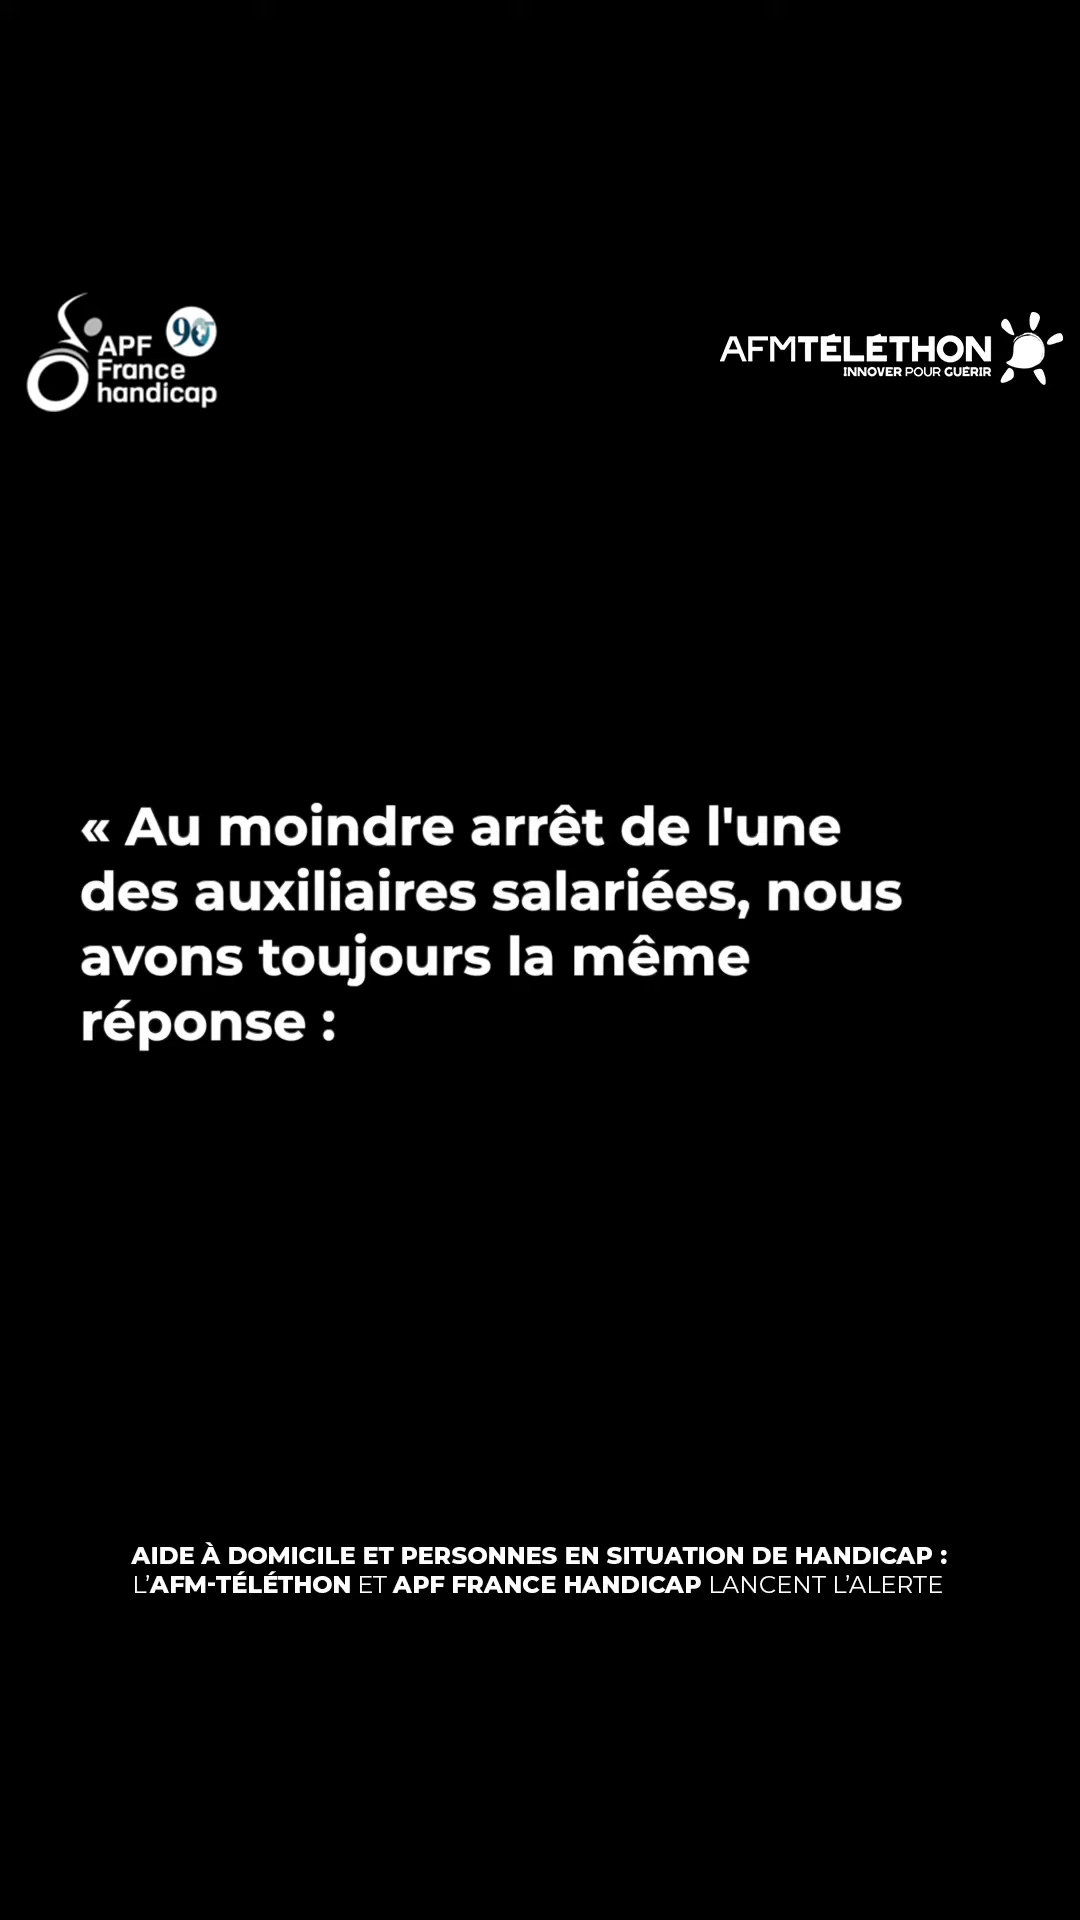 APF
France
handicap
90
AFMTÉLÉTHON
INNOVER POUR GUÉRIR
« Au moindre arrêt de l'une
des auxiliaires salariées, nous
avons toujours la même
réponse :
AIDE À DOMICILE ET PERSONNES EN SITUATION DE HANDICAP :
L’AFM-TÉLÉTHON ET APF FRANCE HANDICAP LANCENT L’ALERTE